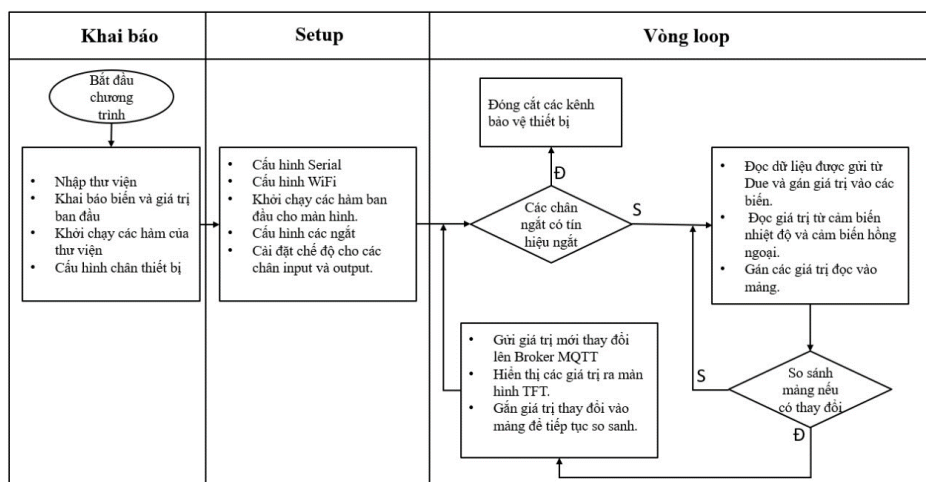 Khai báo
Setup
Vòng loop
Bắt đầu
chương
trình
• Nhập thư viện
• Khai báo biến và giá trị
ban đầu
• Khởi chạy các hàm của
thư viện
• Cấu hình chân thiết bị
• Cấu hình Serial
• Cấu hình WiFi
• Khởi chạy các hàm ban
đầu cho màn hình.
• Cấu hình các ngắt
• Cài đặt chế độ cho các
chân input và output.
Đóng cắt các kênh
bảo vệ thiết bị
Đ
Các chân
ngắt có tín
hiệu ngắt
S
• Đọc dữ liệu được gửi từ
Due và gán giá trị vào các
biến.
• Đọc giá trị từ cảm biến
nhiệt độ và cảm biến hồng
ngoại.
• Gán các giá trị đọc vào
mảng.
So sánh
mảng nếu
có thay đổi
S
Đ
• Gửi giá trị mới thay đổi
lên Broker MQTT
• Hiển thị các giá trị ra màn
hình TFT.
• Gắn giá trị thay đổi vào
mảng để tiếp tục so sanh.